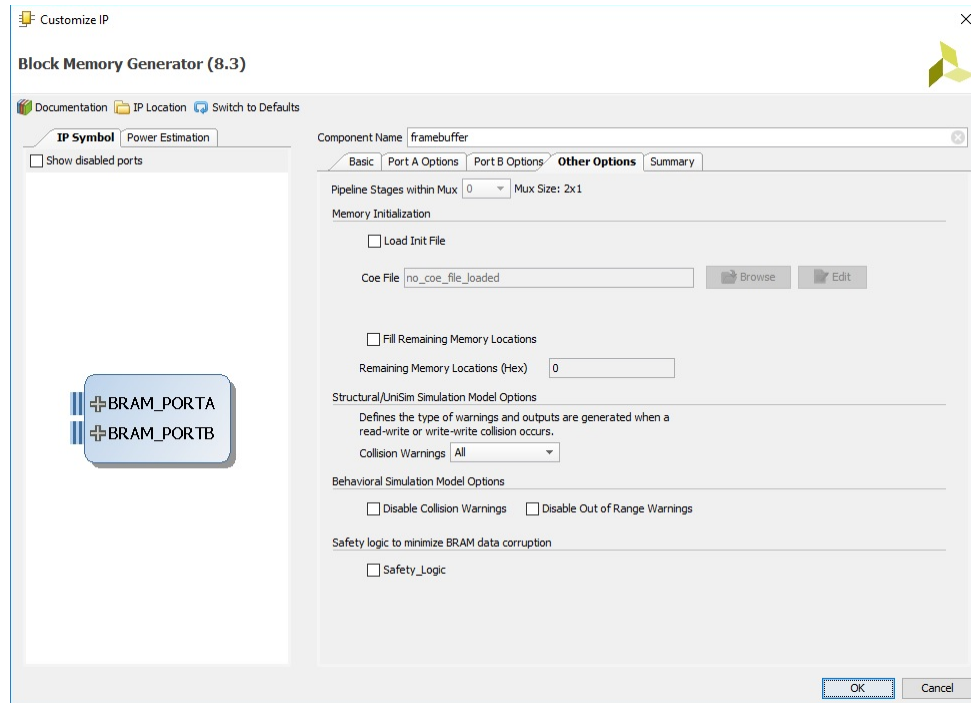 Customize IP
Block Memory Generator (8.3)
Documentation IP Location Switch to Defaults
IP Symbol Power Estimation
Show disabled ports
BRAM_PORTA
BRAM_PORTB
Component Name framebuffer
Basic Port A Options Port B Options Other Options Summary
Pipeline Stages within Mux 0 Mux Size: 2x1
Memory Initialization
Load Init File
Coe File no_coe_file_loaded Browse Edit
Fill Remaining Memory Locations
Remaining Memory Locations (Hex) 0
Structural/UniSim Simulation Model Options
Defines the type of warnings and outputs are generated when a
read-write or write-write collision occurs.
Collision Warnings All
Behavioral Simulation Model Options
Disable Collision Warnings Disable Out of Range Warnings
Safety logic to minimize BRAM data corruption
Safety_Logic
OK Cancel